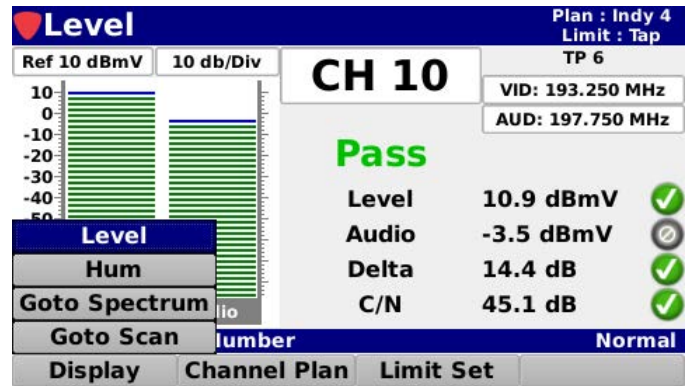 Level
Plan : Indy 4
Limit : Tap
Ref 10 dBmV
10 db/Div
CH 10
TP 6
VID: 193.250 MHz
AUD: 197.750 MHz
10
0
-10
-20
-30
-40
-50
Pass
Level 10.9 dBmV
Audio -3.5 dBmV
Delta 14.4 dB
C/N 45.1 dB
Level
Hum
Goto Spectrum
Goto Scan
Normal
Display
Channel Plan
Limit Set